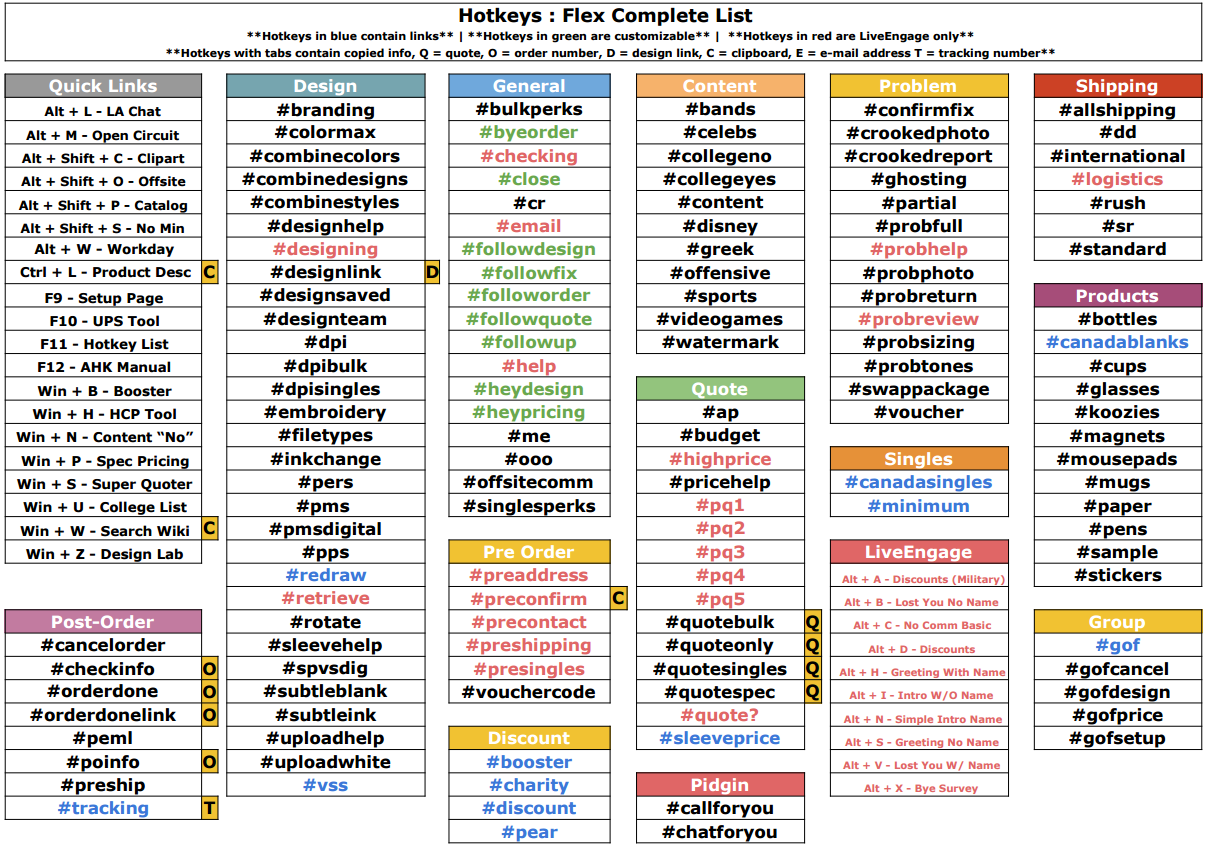 Hotkeys : Flex Complete List
**Hotkeys in blue contain links** | **Hotkeys in green are customizable** | **Hotkeys in red are LiveEngage only**
**Hotkeys with tabs contain copied info, Q = quote, O = order number, D = design link, C = clipboard, E = e-mail address T = tracking number**
Quick Links
Alt + L - LA Chat
Alt + M - Open Circuit
Alt + Shift + C - Clipart
Alt + Shift + O - Offsite
Alt + Shift + P - Catalog
Alt + Shift + S - No Min
Alt + W - Workday
Ctrl + L - Product Desc C
F9 - Setup Page
F10 - UPS Tool
F11 - Hotkey List
F12 - AHK Manual
Win + B - Booster
Win + H - HCP Tool
Win + N - Content “No”
Win + P - Spec Pricing
Win + S - Super Quoter
Win + U - College List
Win + W - Search Wiki C
Win + Z - Design Lab
Post-Order
#cancelorder
#checkinfo O
#orderdone O
#orderdonelink O
#peml
#poinfo O
#preship
#tracking T
Design
#branding
#colormax
#combinecolors
#combinedesigns
#combinestyles
#designhelp
#designing
#designlink D
#designsaved
#designteam
#dpi
#dpibulk
#dpisingles
#embroidery
#filetypes
#inkchange
#pers
#pms
#pmsdigital
#pps
#redraw
#retrieve
#rotate
#sleevehelp
#spvsdig
#subtleblank
#subtleink
#uploadhelp
#uploadwhite
#vss
General
#bulkperks
#byeorder
#checking
#close
#cr
#email
#followdesign
#followfix
#followorder
#followquote
#followup
#help
#heydesign
#heypricing
#me
#ooo
#offsitecomm
#singlesperks
Pre Order
#preaddress
#preconfirm C
#precontact
#preshipping
#presingles
#vouchercode
Discount
#booster
#charity
#discount
#pear
Content
#bands
#celebs
#collegeno
#collegeyes
#content
#disney
#greek
#offensive
#sports
#videogames
#watermark
Quote
#ap
#budget
#highprice
#pricehelp
#pq1
#pq2
#pq3
#pq4
#pq5
#quotebulk Q
#quoteonly Q
#quotesingles Q
#quotespec Q
#quote?
#sleeveprice
Pidgin
#callforyou
#chatforyou
Problem
#confirmfix
#crookedphoto
#crookedreport
#ghosting
#partial
#probfull
#probhelp
#probphoto
#probreturn
#probreview
#probsizing
#probtones
#swappackage
#voucher
Singles
#canadasingles
#minimum
LiveEngage
Alt + A - Discounts (Military)
Alt + B - Lost You No Name
Alt + C - No Comm Basic
Alt + D - Discounts
Alt + H - Greeting With Name
Alt + I - Intro W/O Name
Alt + N - Simple Intro Name
Alt + S - Greeting No Name
Alt + V - Lost You W/ Name
Alt + X - Bye Survey
Shipping
#allshipping
#dd
#international
#logistics
#rush
#sr
#standard
Products
#bottles
#canadablanks
#cups
#glasses
#koozies
#magnets
#mousepads
#mugs
#paper
#pens
#sample
#stickers
Group
#gof
#gofcancel
#gofdesign
#gofprice
#gofsetup